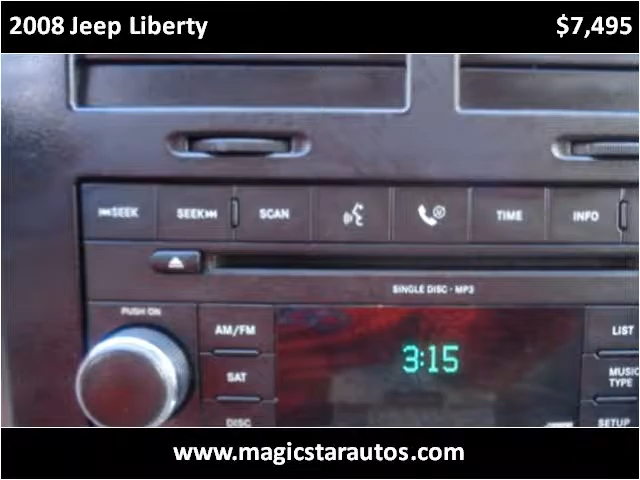 2008 Jeep Liberty $7,495
SEEK SEEK SCAN TIME INFO
SINGLE DISC · MP3
PUSH ON
AM/FM
LIST
3:15
SAT
MUSIC
TYPE
DISC
SETUP
www.magicstarautos.com